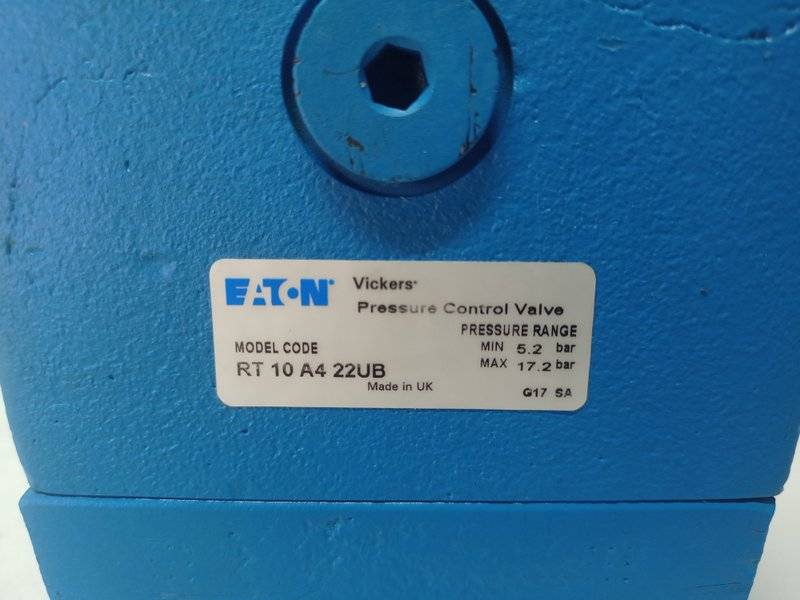 EATON Vickers
Pressure Control Valve
PRESSURE RANGE
MIN 5.2 bar
MAX 17.2 bar
MODEL CODE
RT 10 A4 22UB
Made in UK
G17 SA